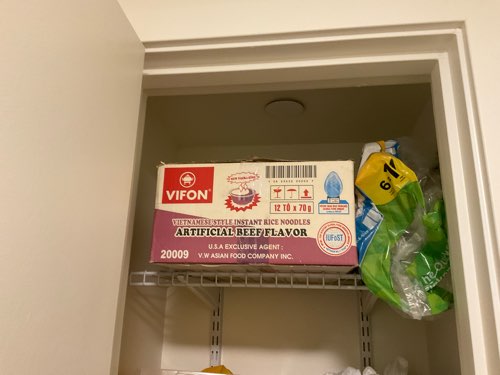 VIFON
12 TÔ x 70g
VIETNAMESE STYLE INSTANT RICE NOODLES
ARTIFICIAL BEEF FLAVOR
U.S.A EXCLUSIVE AGENT :
20009
V.W ASIAN FOOD COMPANY INC.
IUFoST
6